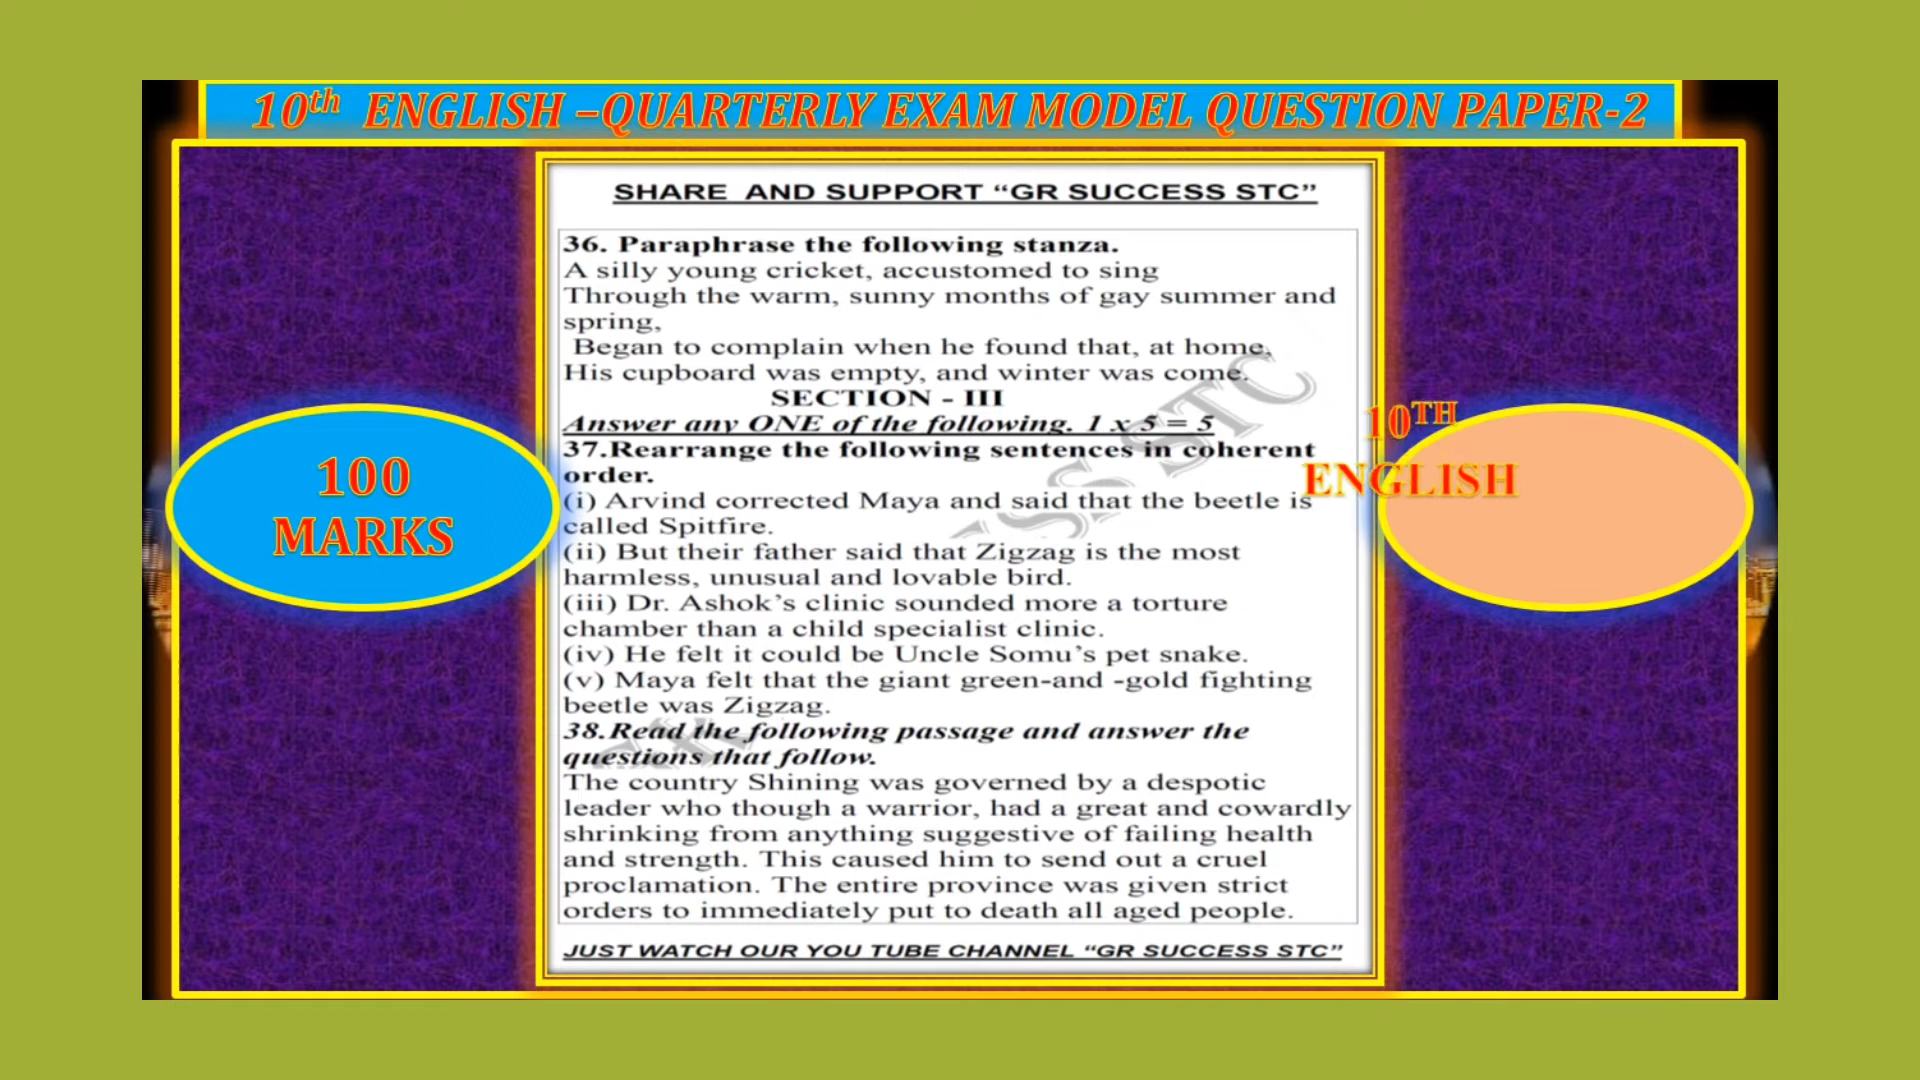 10th ENGLISH –QUARTERLY EXAM MODEL QUESTION PAPER-2
SHARE AND SUPPORT “GR SUCCESS STC”
36. Paraphrase the following stanza.
A silly young cricket, accustomed to sing
Through the warm, sunny months of gay summer and
spring,
Began to complain when he found that, at home,
His cupboard was empty, and winter was come.
SECTION - III
Answer any ONE of the following. 1 x 5 = 5
37.Rearrange the following sentences in coherent
order.
(i) Arvind corrected Maya and said that the beetle is
called Spitfire.
(ii) But their father said that Zigzag is the most
harmless, unusual and lovable bird.
(iii) Dr. Ashok’s clinic sounded more a torture
chamber than a child specialist clinic.
(iv) He felt it could be Uncle Somu’s pet snake.
(v) Maya felt that the giant green-and -gold fighting
beetle was Zigzag.
38.Read the following passage and answer the
questions that follow.
The country Shining was governed by a despotic
leader who though a warrior, had a great and cowardly
shrinking from anything suggestive of failing health
and strength. This caused him to send out a cruel
proclamation. The entire province was given strict
orders to immediately put to death all aged people.
JUST WATCH OUR YOU TUBE CHANNEL “GR SUCCESS STC”
100
MARKS
10TH
ENGLISH